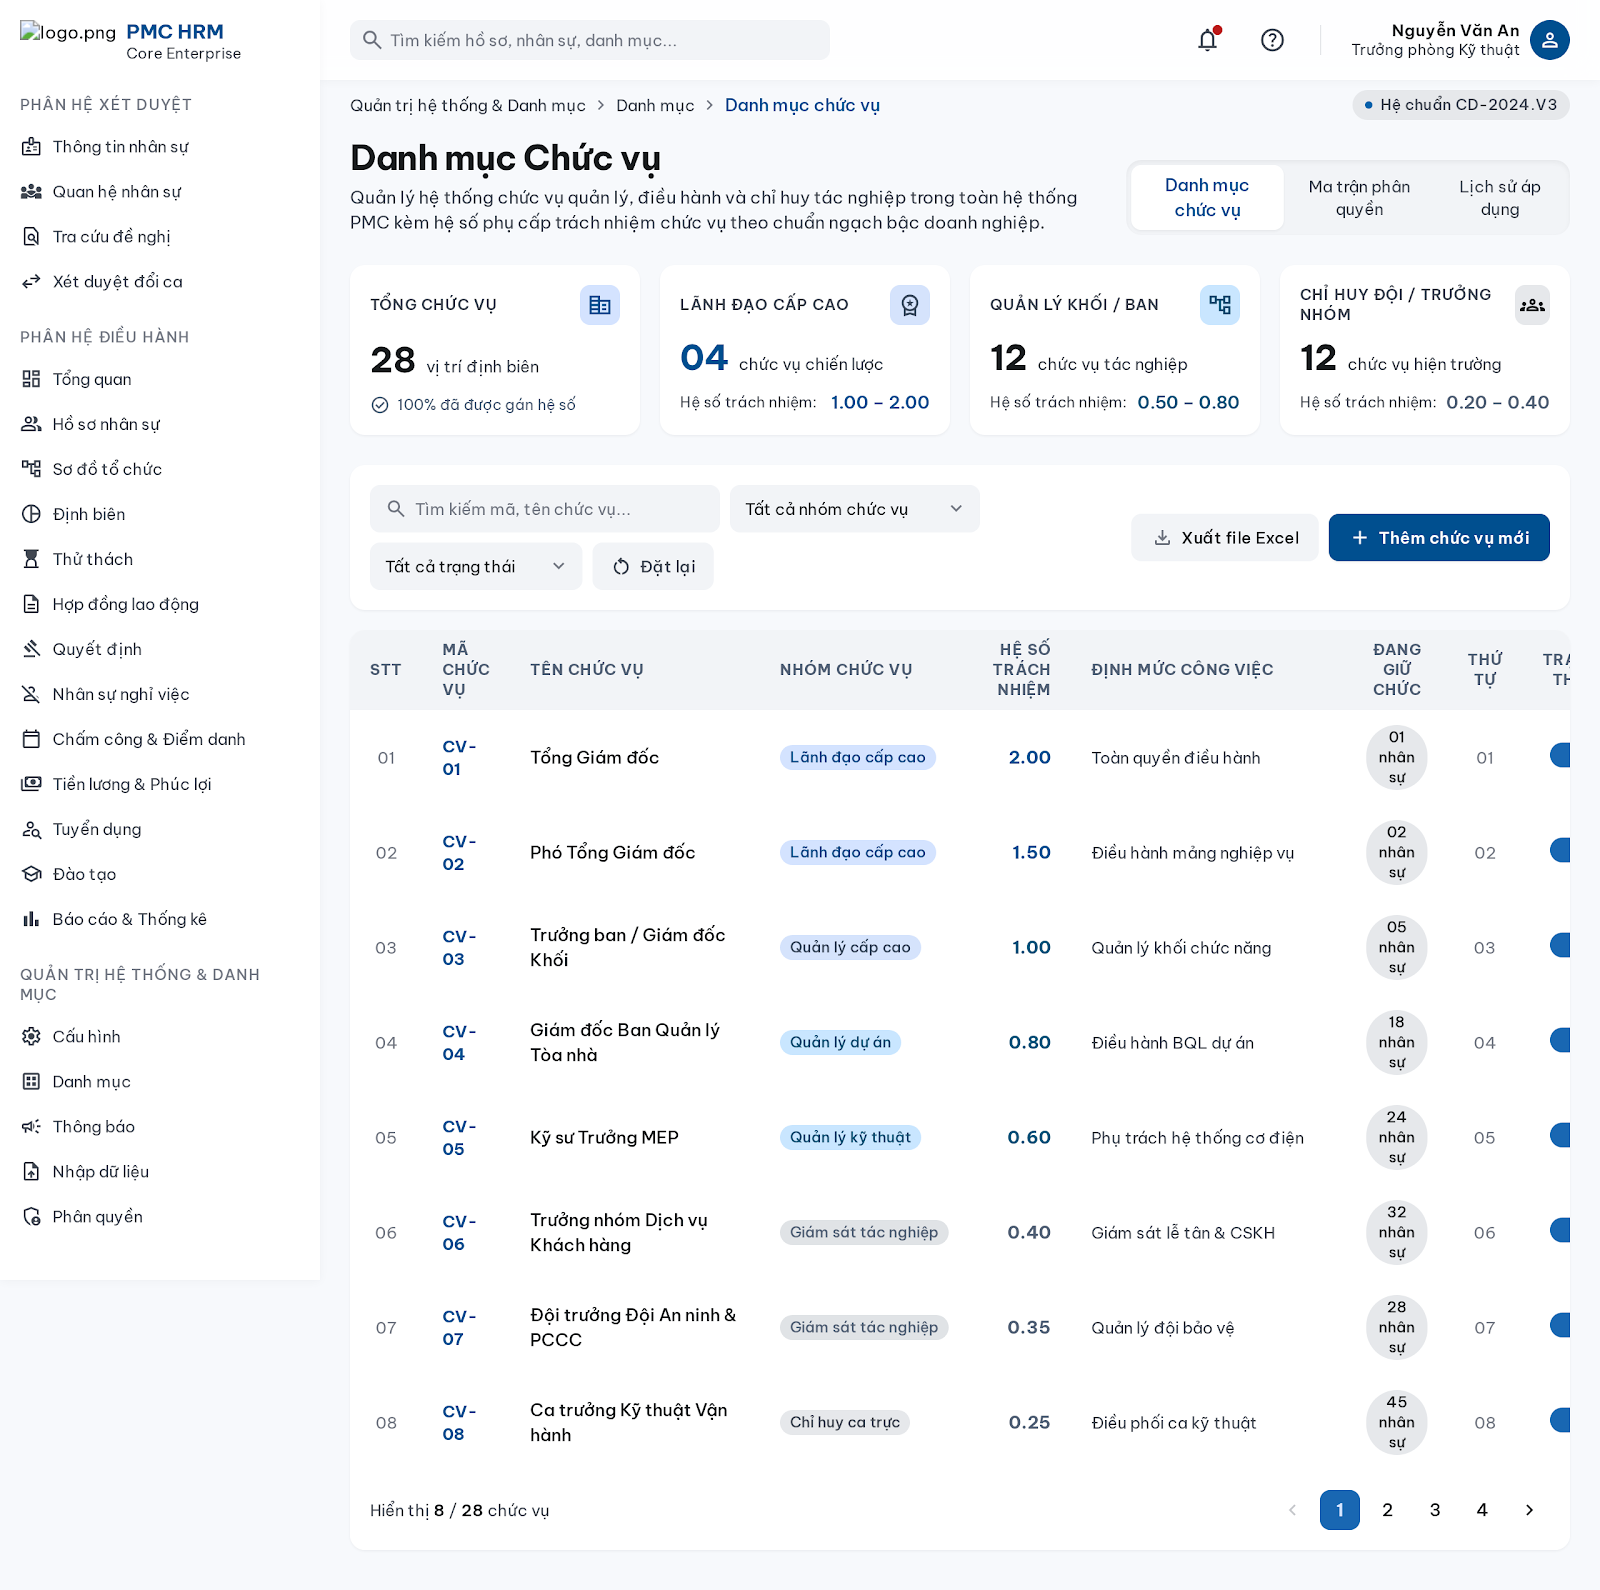 logo.png
PMC HRM
Core Enterprise
PHÂN HỆ XÉT DUYỆT
Thông tin nhân sự
Quan hệ nhân sự
Tra cứu đề nghị
Xét duyệt đổi ca
PHÂN HỆ ĐIỀU HÀNH
Tổng quan
Hồ sơ nhân sự
Sơ đồ tổ chức
Định biên
Thử thách
Hợp đồng lao động
Quyết định
Nhân sự nghỉ việc
Chấm công & Điểm danh
Tiền lương & Phúc lợi
Tuyển dụng
Đào tạo
Báo cáo & Thống kê
QUẢN TRỊ HỆ THỐNG & DANH
MỤC
Cấu hình
Danh mục
Thông báo
Nhập dữ liệu
Phân quyền
Tìm kiếm hồ sơ, nhân sự, danh mục...
Nguyễn Văn An
Trưởng phòng Kỹ thuật
Quản trị hệ thống & Danh mục > Danh mục > Danh mục chức vụ
Hệ chuẩn CD-2024.V3
Danh mục Chức vụ
Quản lý hệ thống chức vụ quản lý, điều hành và chỉ huy tác nghiệp trong toàn hệ thống
PMC kèm hệ số phụ cấp trách nhiệm chức vụ theo chuẩn ngạch bậc doanh nghiệp.
Danh mục
chức vụ
Ma trận phân
quyền
Lịch sử áp
dụng
TỔNG CHỨC VỤ
28 vị trí định biên
100% đã được gán hệ số
LÃNH ĐẠO CẤP CAO
04 chức vụ chiến lược
Hệ số trách nhiệm: 1.00 – 2.00
QUẢN LÝ KHỐI / BAN
12 chức vụ tác nghiệp
Hệ số trách nhiệm: 0.50 – 0.80
CHỈ HUY ĐỘI / TRƯỞNG
NHÓM
12 chức vụ hiện trường
Hệ số trách nhiệm: 0.20 – 0.40
Tìm kiếm mã, tên chức vụ...
Tất cả nhóm chức vụ
Tất cả trạng thái
Đặt lại
Xuất file Excel
+ Thêm chức vụ mới
STT
MÃ
CHỨC
VỤ
TÊN CHỨC VỤ
NHÓM CHỨC VỤ
HỆ SỐ
TRÁCH
NHIỆM
ĐỊNH MỨC CÔNG VIỆC
ĐANG
GIỮ
CHỨC
THỨ
TỰ
01
CV-
01
Tổng Giám đốc
Lãnh đạo cấp cao
2.00
Toàn quyền điều hành
01
nhân
sự
01
02
CV-
02
Phó Tổng Giám đốc
Lãnh đạo cấp cao
1.50
Điều hành mảng nghiệp vụ
02
nhân
sự
02
03
CV-
03
Trưởng ban / Giám đốc
Khối
Quản lý cấp cao
1.00
Quản lý khối chức năng
05
nhân
sự
03
04
CV-
04
Giám đốc Ban Quản lý
Tòa nhà
Quản lý dự án
0.80
Điều hành BQL dự án
18
nhân
sự
04
05
CV-
05
Kỹ sư Trưởng MEP
Quản lý kỹ thuật
0.60
Phụ trách hệ thống cơ điện
24
nhân
sự
05
06
CV-
06
Trưởng nhóm Dịch vụ
Khách hàng
Giám sát tác nghiệp
0.40
Giám sát lễ tân & CSKH
32
nhân
sự
06
07
CV-
07
Đội trưởng Đội An ninh &
PCCC
Giám sát tác nghiệp
0.35
Quản lý đội bảo vệ
28
nhân
sự
07
08
CV-
08
Ca trưởng Kỹ thuật Vận
hành
Chỉ huy ca trực
0.25
Điều phối ca kỹ thuật
45
nhân
sự
08
Hiển thị 8 / 28 chức vụ
1 2 3 4